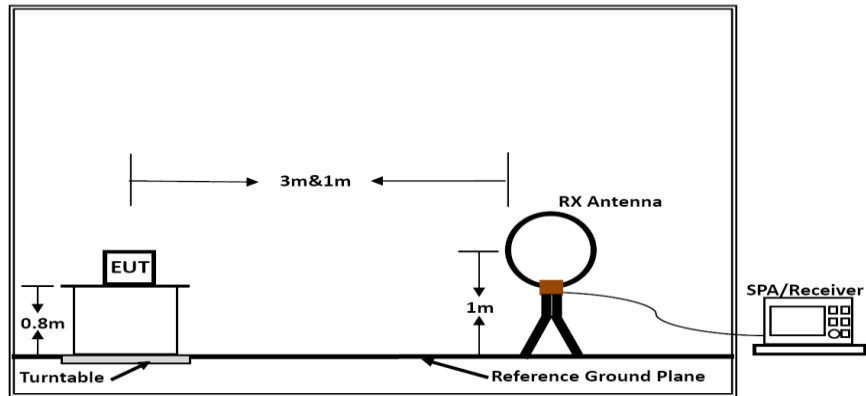 3m&1m
RX Antenna
EUT
SPA/Receiver
0.8m
1m
Turntable
Reference Ground Plane